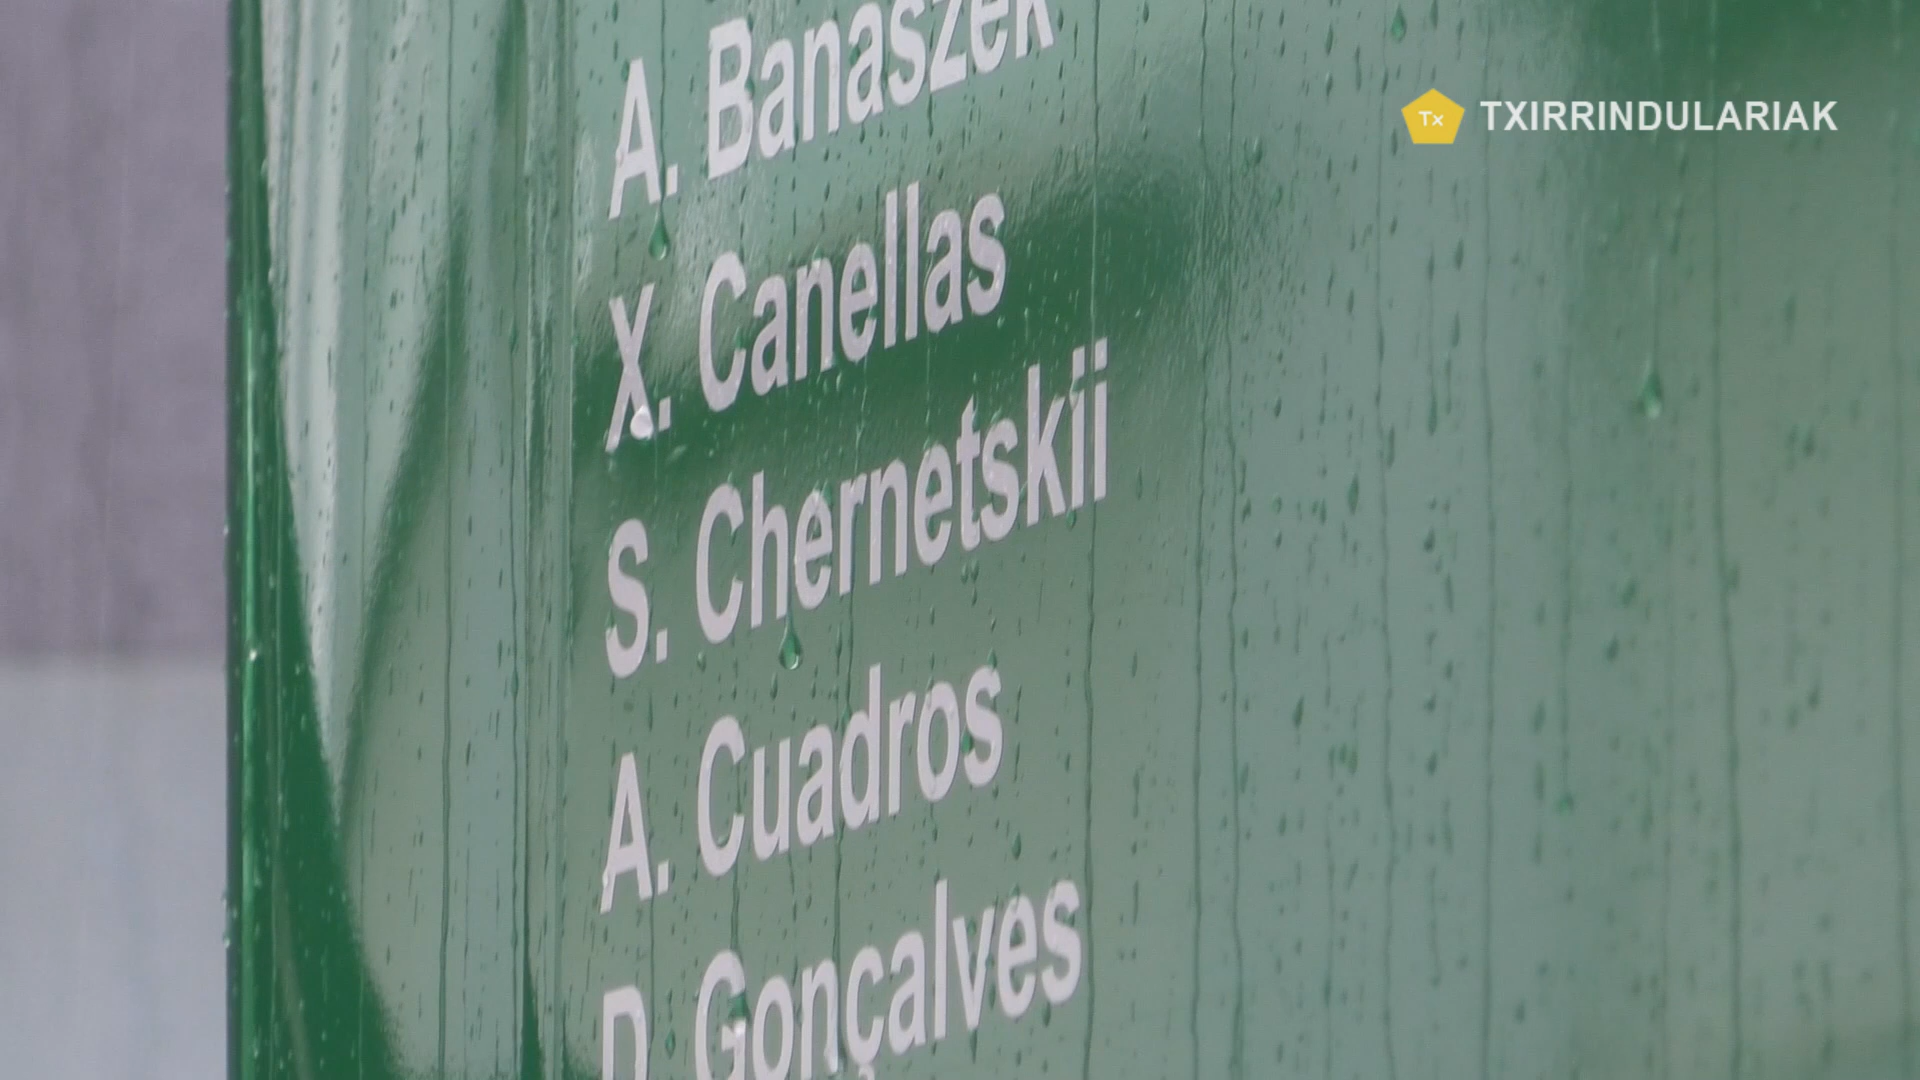 A. Banaszek
X. Canellas
S. Chernetskii
A. Cuadros
D. Gonçalves
Tx TXIRRINDULARIAK